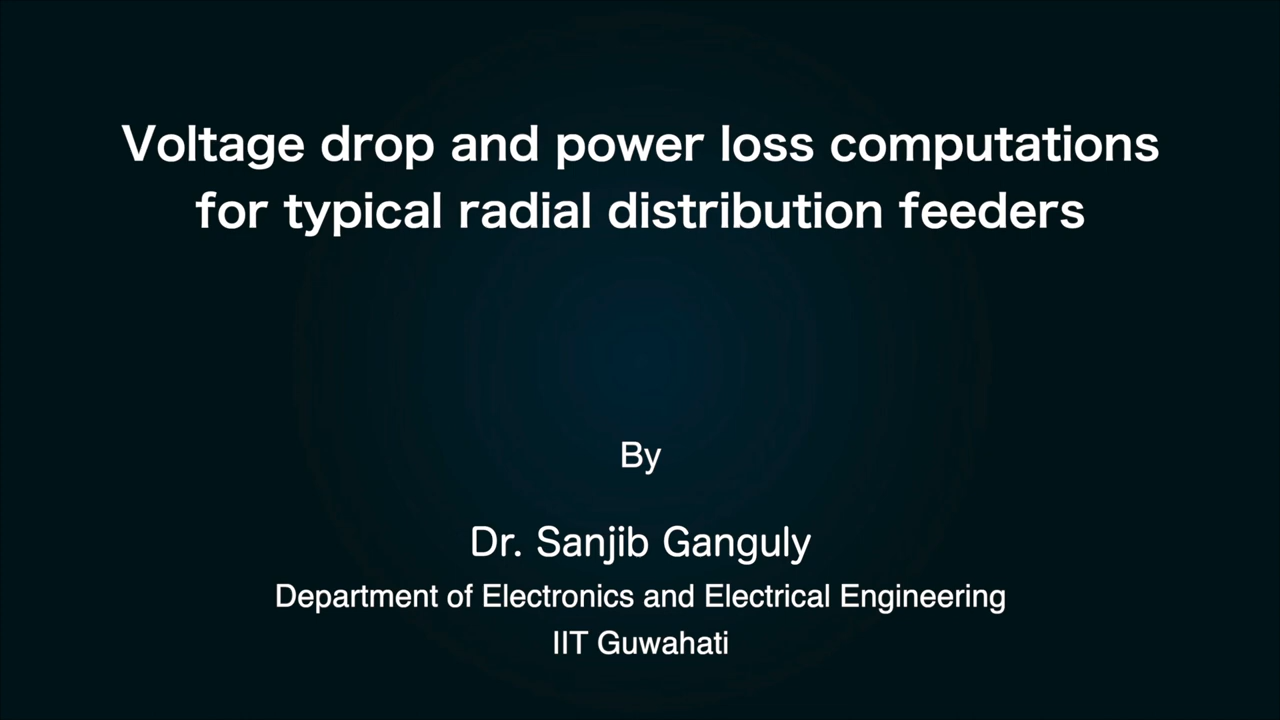 Voltage drop and power loss computations
for typical radial distribution feeders
By
Dr. Sanjib Ganguly
Department of Electronics and Electrical Engineering
IIT Guwahati